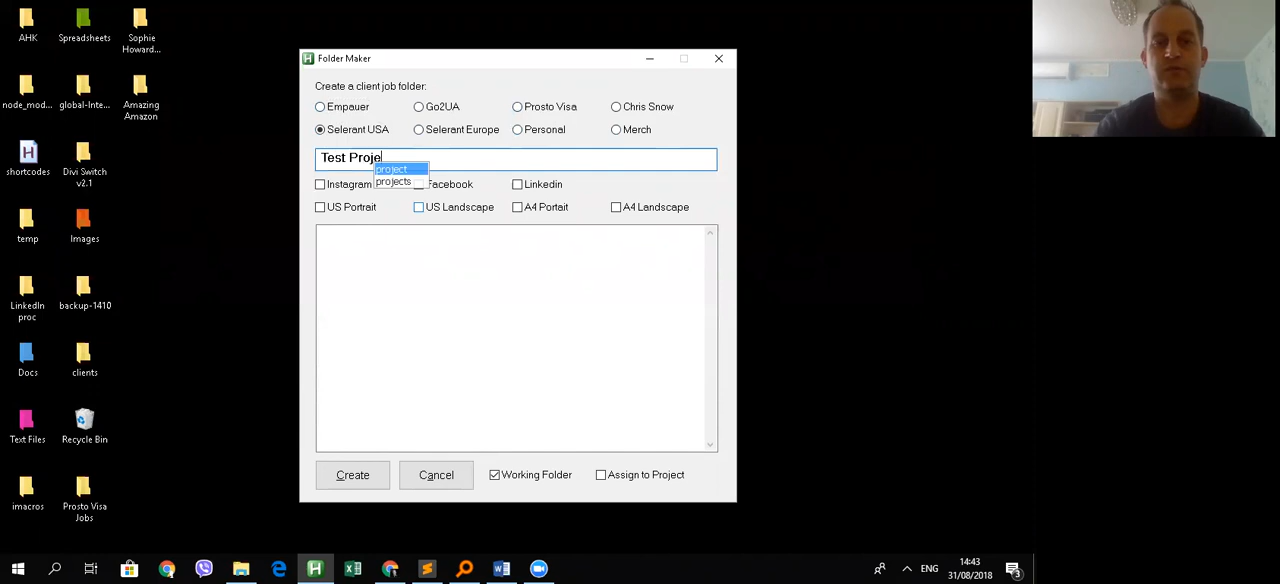 AHK
Spreadsheets
Sophie
Howard...
node_mod...
global-Inte...
Amazing
Amazon
shortcodes
Divi Switch
v2.1
temp
Images
LinkedIn
proc
backup-1410
Docs
clients
Text Files
Recycle Bin
imacros
Prosto Visa
Jobs
Folder Maker
Create a client job folder:
Empauer Go2UA Prosto Visa Chris Snow
Selerant USA Selerant Europe Personal Merch
Test Proje
project
projects
Instagram Facebook Linkedin
US Portrait US Landscape A4 Portait A4 Landscape
Create Cancel Working Folder Assign to Project
ENG
14:43
31/08/2018
3